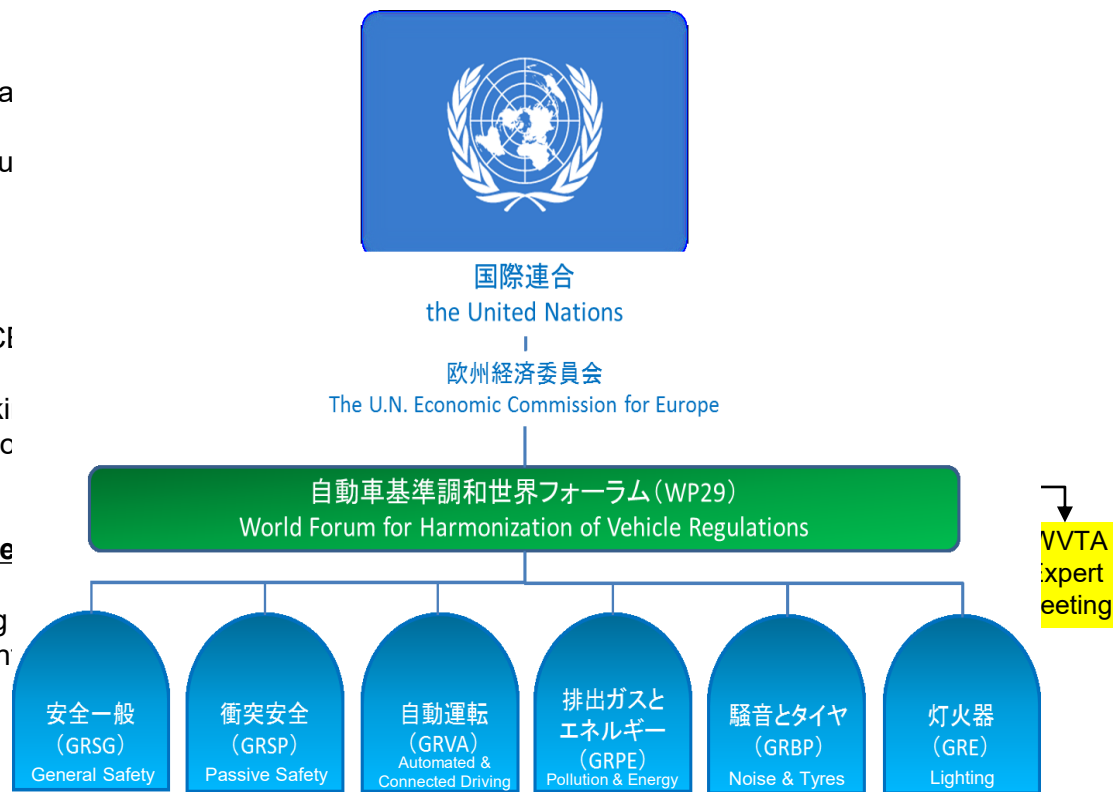 国際連合
the United Nations
欧州経済委員会
The U.N. Economic Commission for Europe
自動車基準調和世界フォーラム(WP29)
World Forum for Harmonization of Vehicle Regulations
安全一般
(GRSG)
General Safety
衝突安全
(GRSP)
Passive Safety
自動運転
(GRVA)
Automated &
Connected Driving
排出ガスと
エネルギー
(GRPE)
Pollution & Energy
騒音とタイヤ
(GRBP)
Noise & Tyres
灯火器
(GRE)
Lighting
WVTA